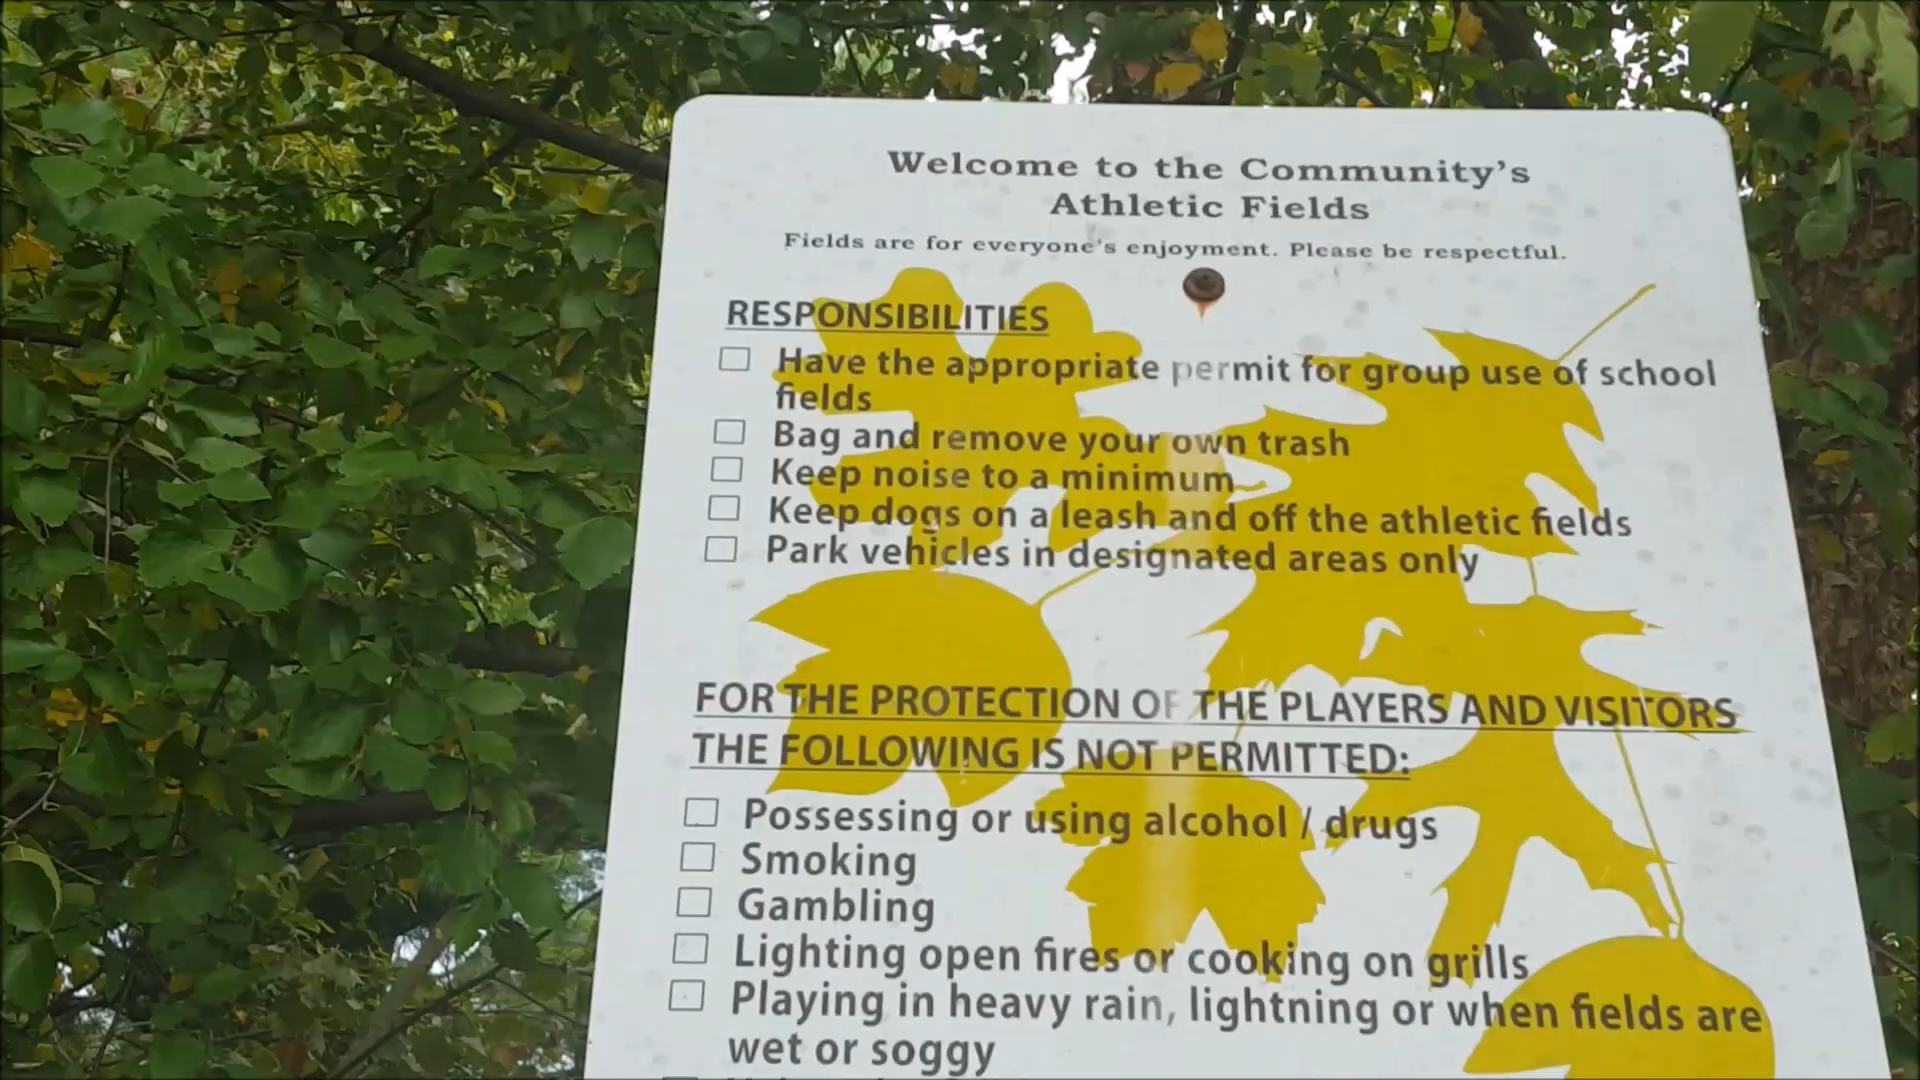 Welcome to the Community's
Athletic Fields
Fields are for everyone's enjoyment. Please be respectful.
RESPONSIBILITIES
Have the appropriate permit for group use of school
fields
Bag and remove your own trash
Keep noise to a minimum
Keep dogs on a leash and off the athletic fields
Park vehicles in designated areas only
FOR THE PROTECTION OF THE PLAYERS AND VISITORS
THE FOLLOWING IS NOT PERMITTED:
Possessing or using alcohol / drugs
Smoking
Gambling
Lighting open fires or cooking on grills
Playing in heavy rain, lightning or when fields are
wet or soggy